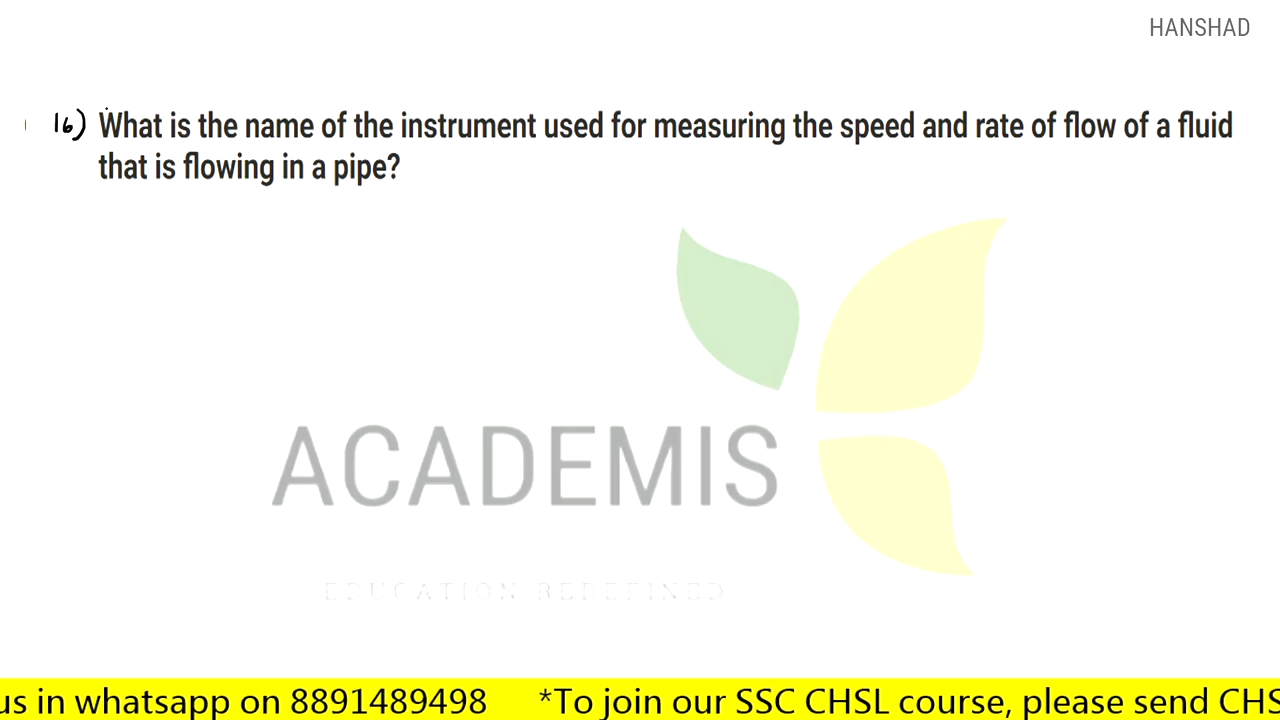 HANSHAD
16) What is the name of the instrument used for measuring the speed and rate of flow of a fluid
that is flowing in a pipe?
ACADEMIS
EDUCATION REDEFINED
us in whatsapp on 8891489498 *To join our SSC CHSL course, please send CHS